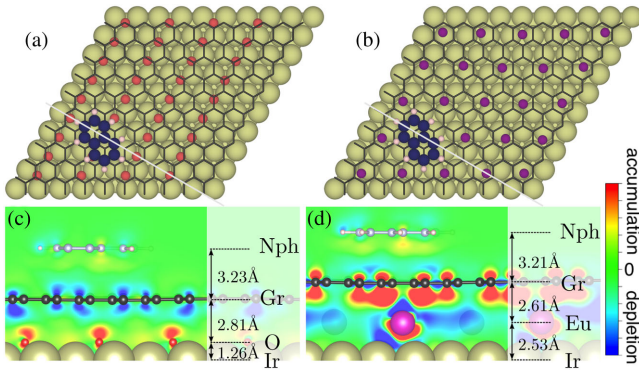 (a)
(b)
(c)
Nph
3.23Å
Gr
2.81Å
O
1.26Å
Ir
(d)
Nph
3.21Å
Gr
2.61Å
Eu
2.53Å
Ir
accumulation 0 depletion